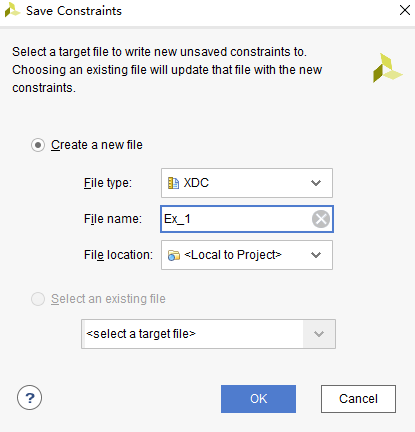 Save Constraints
Select a target file to write new unsaved constraints to.
Choosing an existing file will update that file with the new
constraints.
Create a new file
File type: XDC
File name: Ex_1
File location: <Local to Project>
Select an existing file
<select a target file>
? OK Cancel